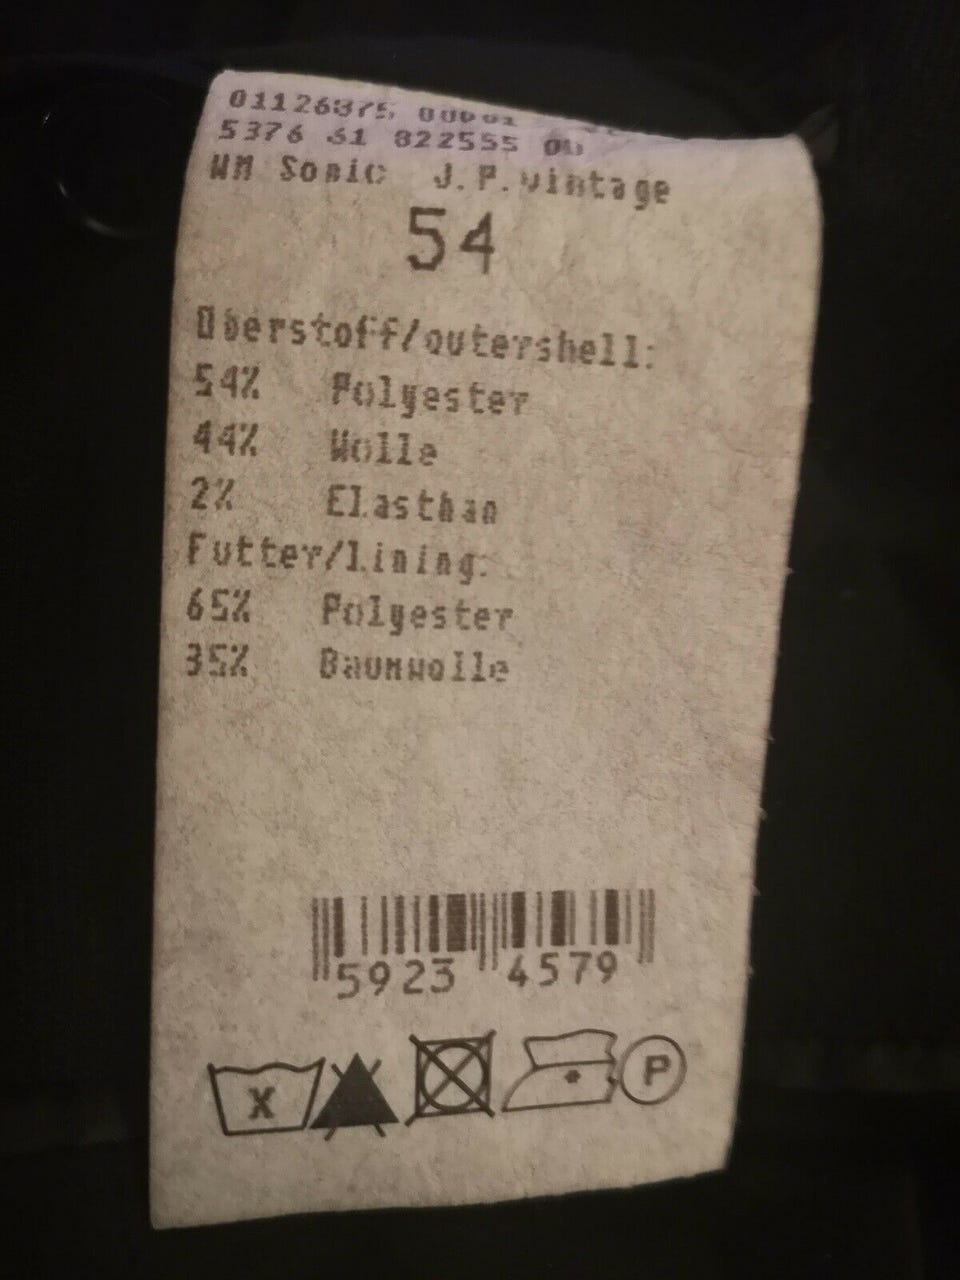 01126875
5376 61 822555
WM Sonic J.P.Vintage
54
Oberstoff/outershell:
54% Polyester
44% Wolle
2% Elasthan
Futter/lining:
65% Polyester
35% Baumwolle
5923 4579
X
P